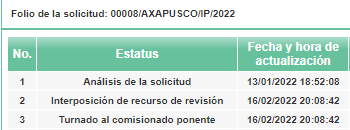 Folio de la solicitud: 00008/AXAPUSCO/IP/2022
No. Estatus Fecha y hora de actualización
1 Análisis de la solicitud 13/01/2022 18:52:08
2 Interposición de recurso de revisión 16/02/2022 20:08:42
3 Turnado al comisionado ponente 16/02/2022 20:08:42